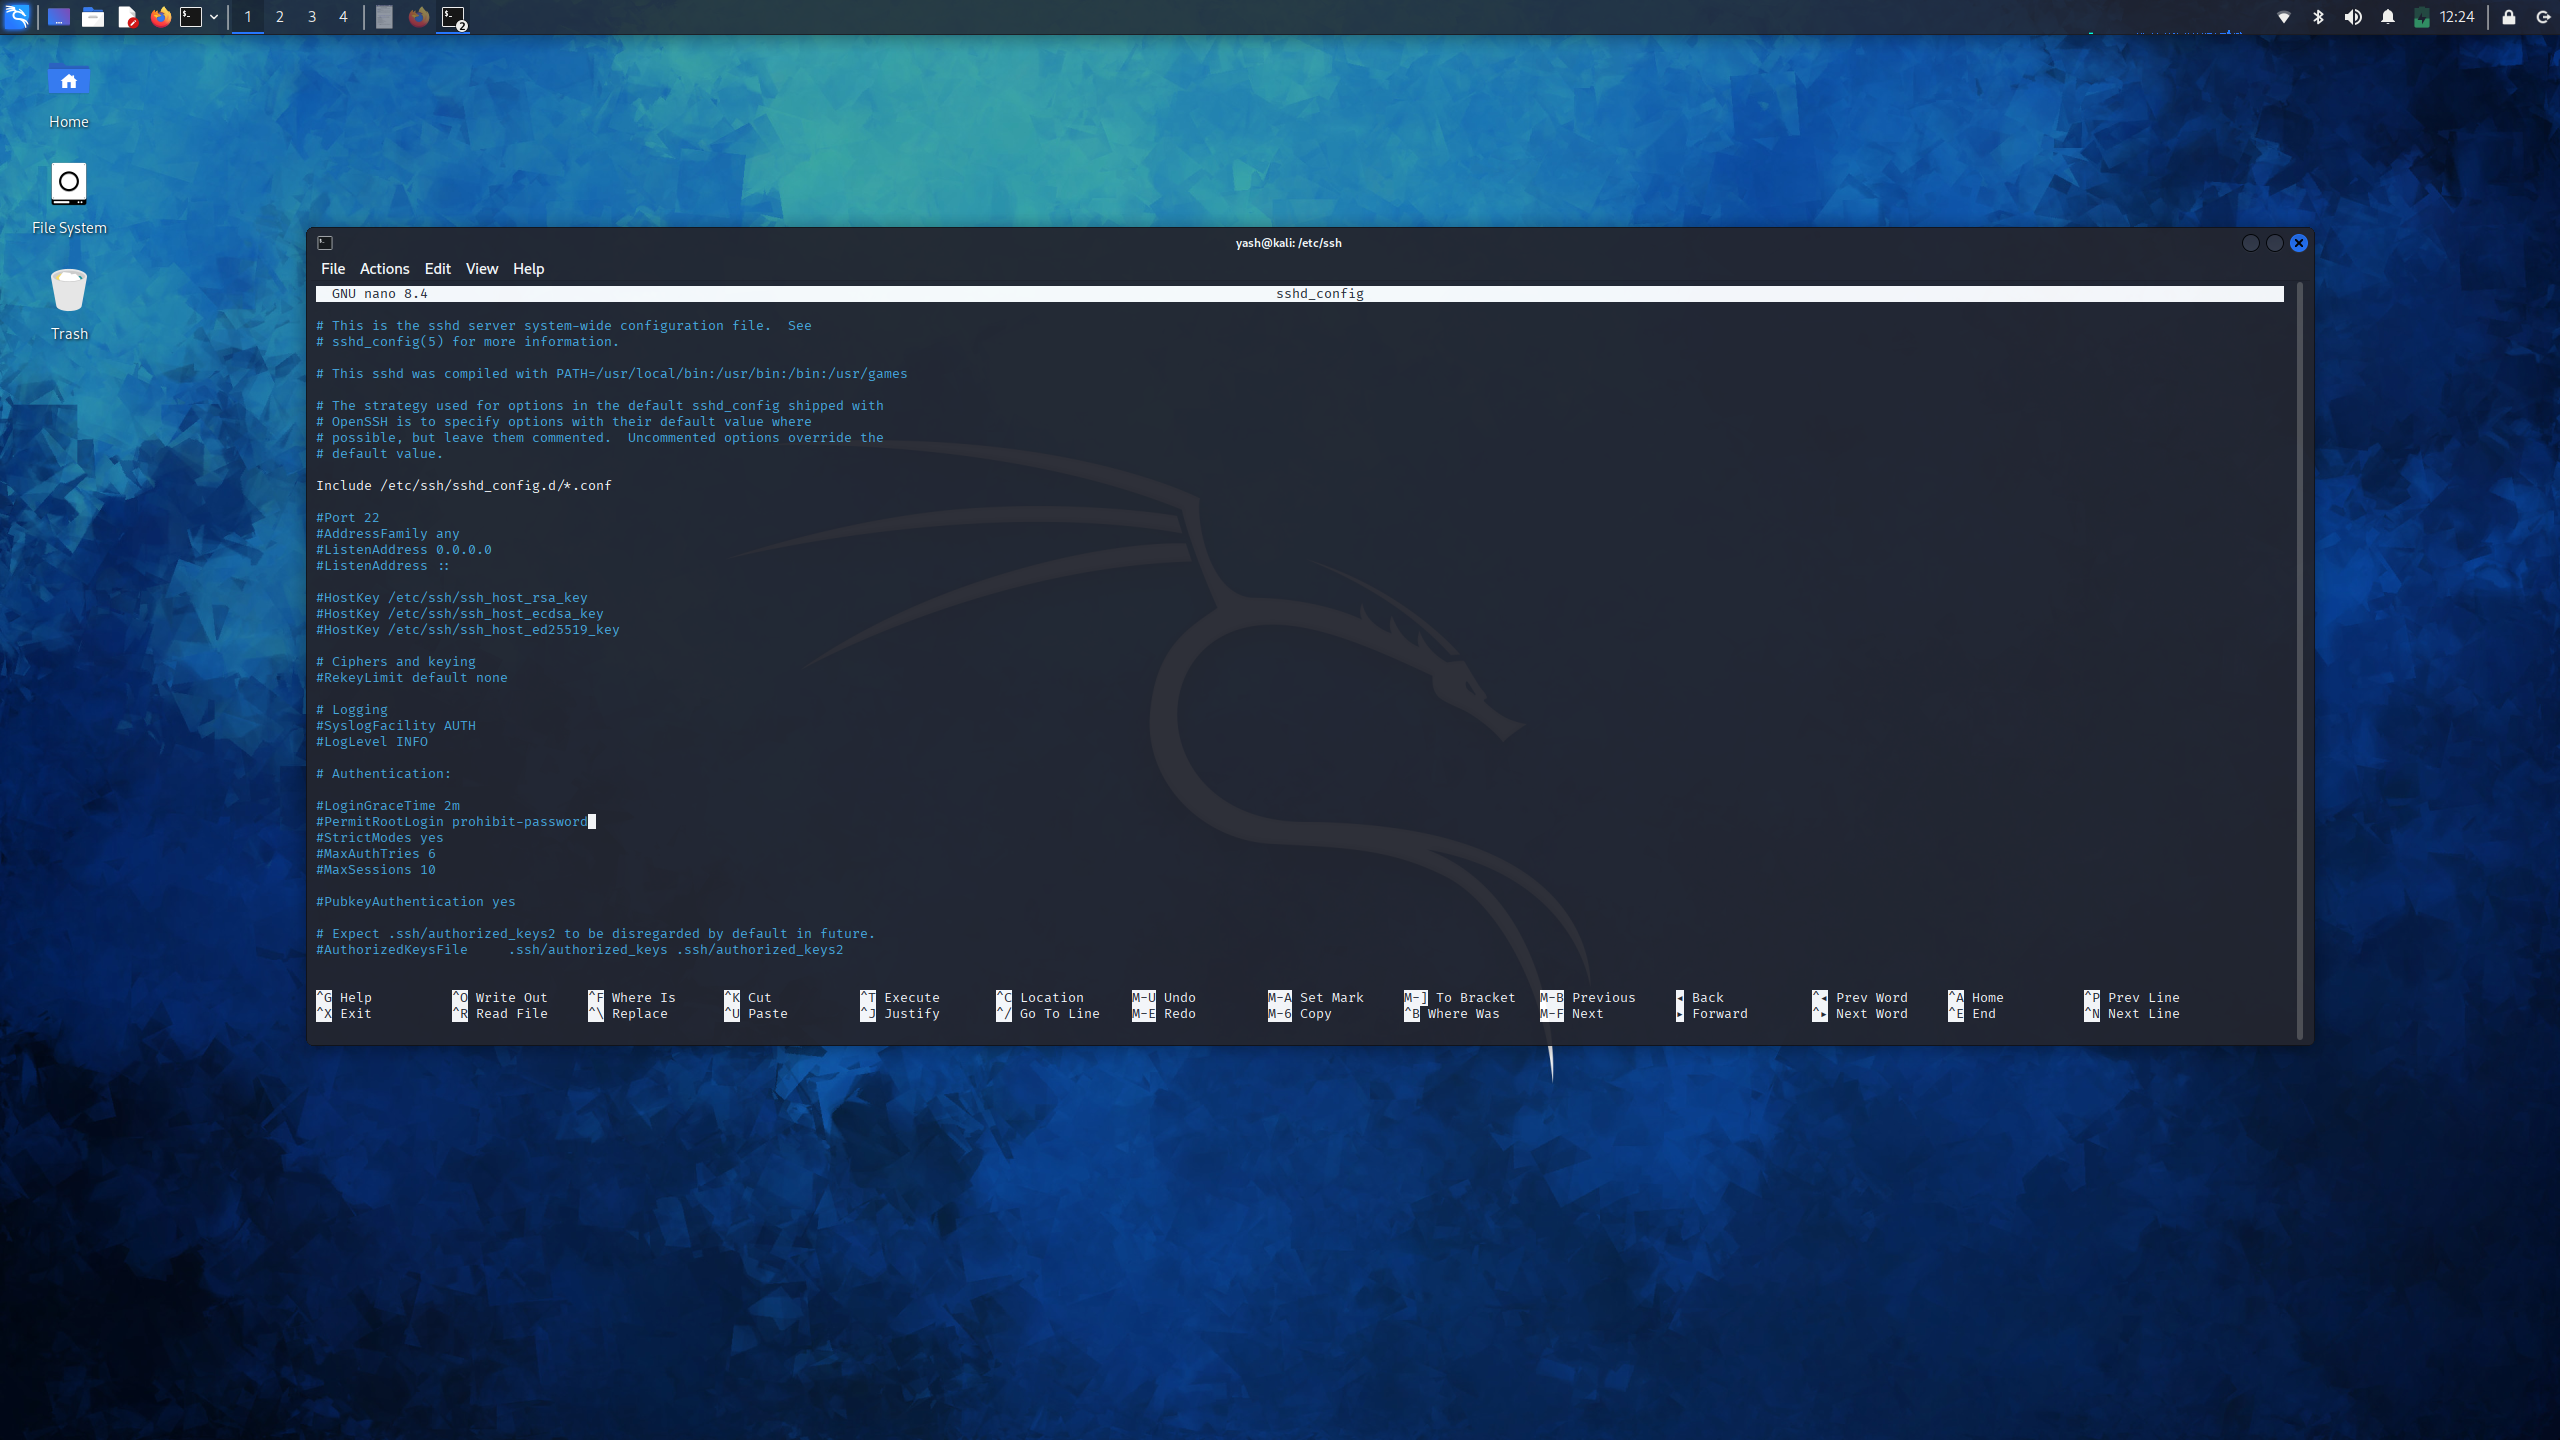 1 2 3 4
2
12:24
Home
File System
Trash
yash@kali: /etc/ssh
File Actions Edit View Help
GNU nano 8.4 sshd_config
# This is the sshd server system-wide configuration file.  See
# sshd_config(5) for more information.
# This sshd was compiled with PATH=/usr/local/bin:/usr/bin:/bin:/usr/games
# The strategy used for options in the default sshd_config shipped with
# OpenSSH is to specify options with their default value where
# possible, but leave them commented.  Uncommented options override the
# default value.
Include /etc/ssh/sshd_config.d/*.conf
#Port 22
#AddressFamily any
#ListenAddress 0.0.0.0
#ListenAddress ::
#HostKey /etc/ssh/ssh_host_rsa_key
#HostKey /etc/ssh/ssh_host_ecdsa_key
#HostKey /etc/ssh/ssh_host_ed25519_key
# Ciphers and keying
#RekeyLimit default none
# Logging
#SyslogFacility AUTH
#LogLevel INFO
# Authentication:
#LoginGraceTime 2m
#PermitRootLogin prohibit-password
#StrictModes yes
#MaxAuthTries 6
#MaxSessions 10
#PubkeyAuthentication yes
# Expect .ssh/authorized_keys2 to be disregarded by default in future.
#AuthorizedKeysFile     .ssh/authorized_keys .ssh/authorized_keys2
^G Help ^O Write Out ^F Where Is ^K Cut ^T Execute ^C Location M-U Undo M-A Set Mark M-] To Bracket M-B Previous ◂ Back ^◂ Prev Word ^A Home ^P Prev Line
^X Exit ^R Read File ^\ Replace ^U Paste ^J Justify ^/ Go To Line M-E Redo M-6 Copy ^B Where Was M-F Next ▸ Forward ^▸ Next Word ^E End ^N Next Line